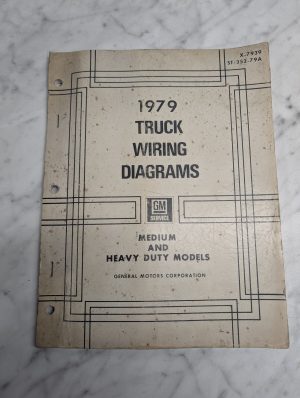 X-7939
ST-352-79A
1979
TRUCK
WIRING
DIAGRAMS
GM
SERVICE
MEDIUM
AND
HEAVY DUTY MODELS
GENERAL MOTORS CORPORATION